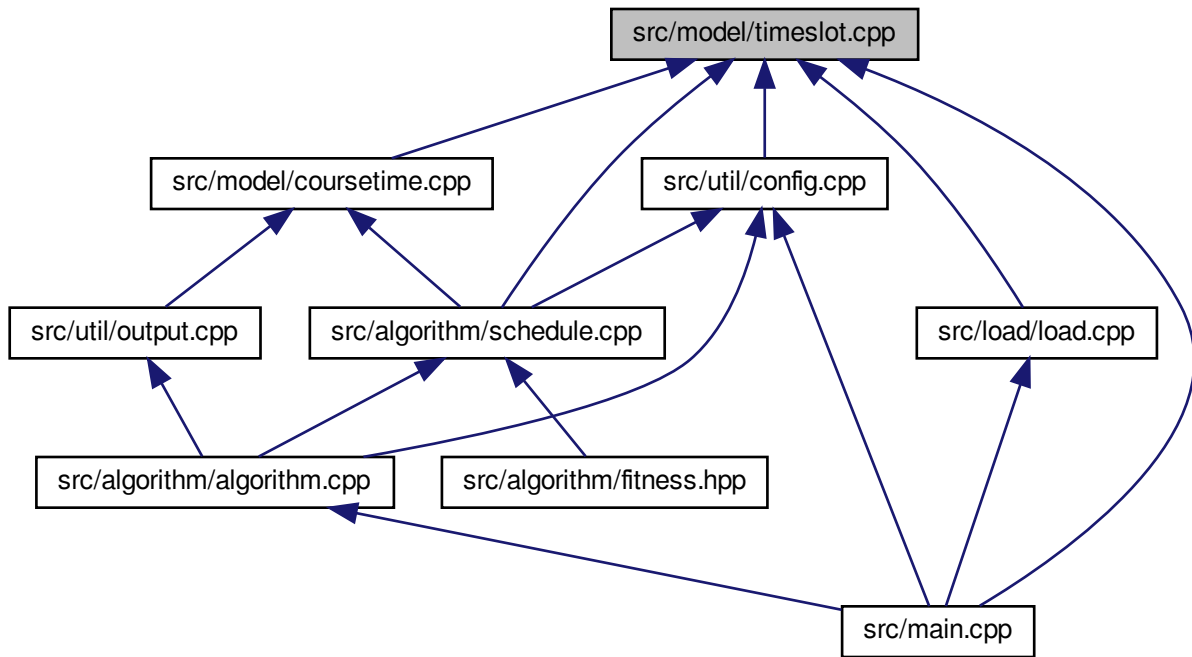 src/model/timeslot.cpp
src/model/coursetime.cpp
src/util/config.cpp
src/util/output.cpp
src/algorithm/schedule.cpp
src/load/load.cpp
src/algorithm/algorithm.cpp
src/algorithm/fitness.hpp
src/main.cpp